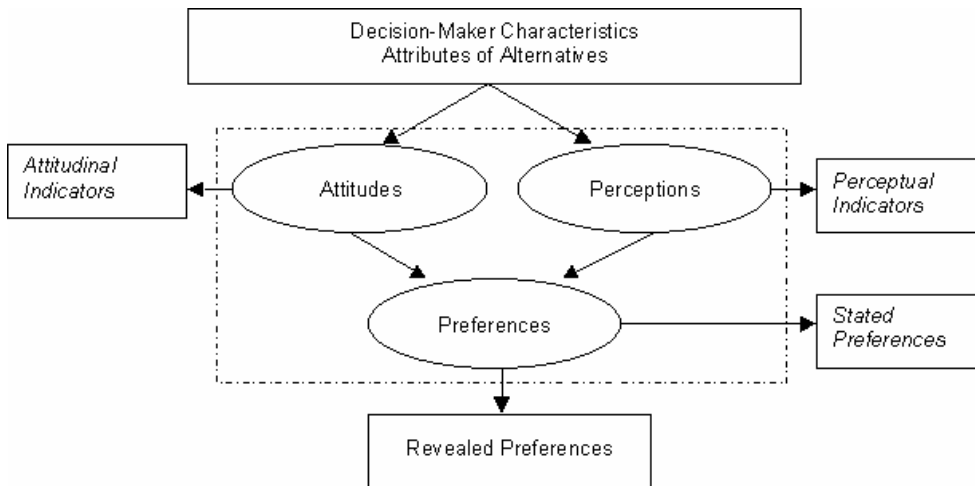 Decision-Maker Characteristics
Attributes of Alternatives
Attitudinal
Indicators
Attitudes
Perceptions
Perceptual
Indicators
Preferences
Stated
Preferences
Revealed Preferences